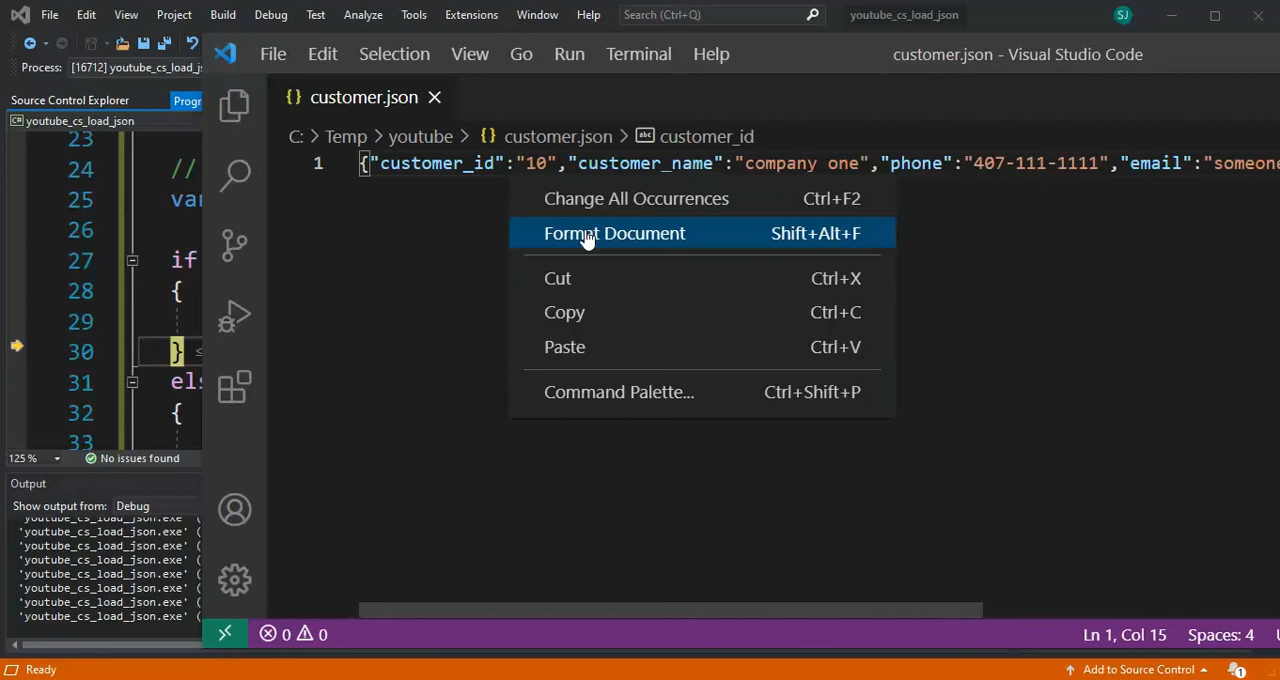 File Edit View Project Build Debug Test Analyze Tools Extensions Window Help Search (Ctrl+Q) youtube_cs_load_json SJ
Process: [16712] youtube_cs_load_js
File Edit Selection View Go Run Terminal Help customer.json - Visual Studio Code
Source Control Explorer Progr
{} customer.json
youtube_cs_load_json
C: > Temp > youtube > {} customer.json > abc customer_id
1 {"customer_id":"10","customer_name":"company one","phone":"407-111-1111","email":"someone
23
24 //
25 var
26
27 if
28 {
29
30 }
31 els
32 {
33
Change All Occurrences Ctrl+F2
Format Document Shift+Alt+F
Cut Ctrl+X
Copy Ctrl+C
Paste Ctrl+V
Command Palette... Ctrl+Shift+P
125 % No issues found
Output
Show output from: Debug
'youtube_cs_load_json.exe' (
'youtube_cs_load_json.exe' (
'youtube_cs_load_json.exe' (
'youtube_cs_load_json.exe' (
'youtube_cs_load_json.exe' (
'youtube_cs_load_json.exe' (
'youtube_cs_load_json.exe' (
'youtube_cs_load_json.exe' (
0 0 Ln 1, Col 15 Spaces: 4
Ready Add to Source Control 1